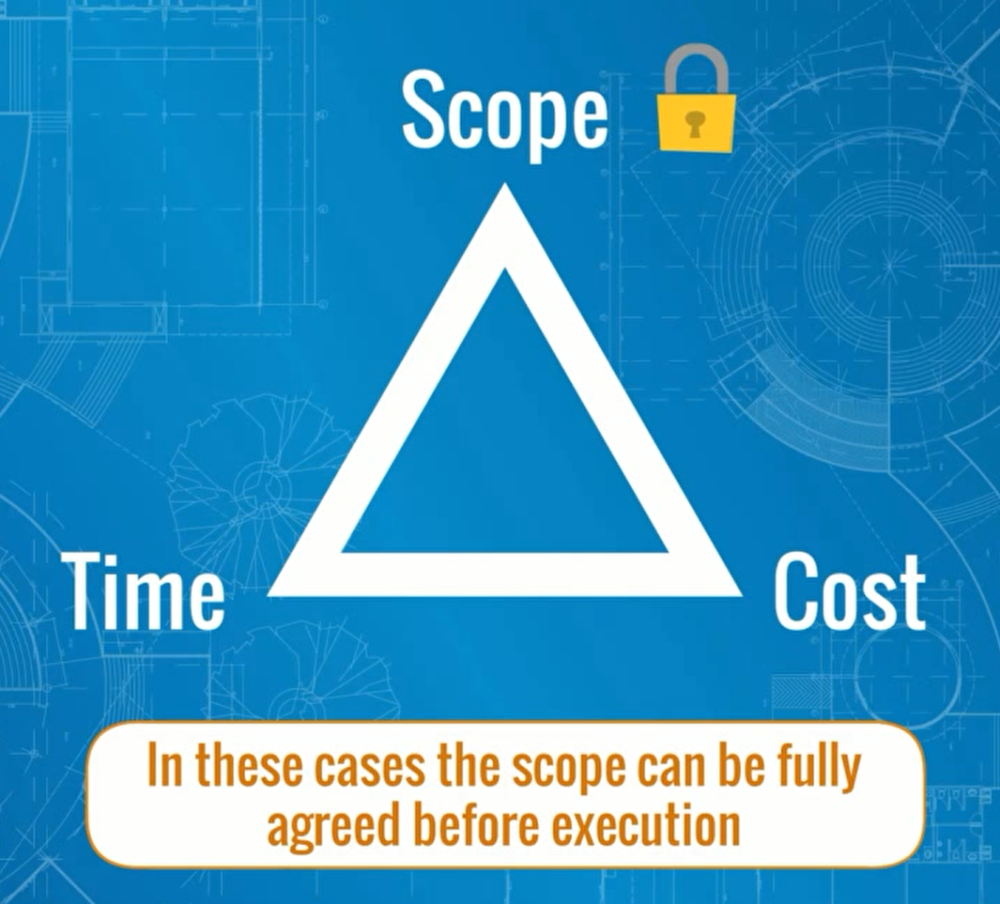 Scope
Time
Cost
In these cases the scope can be fully
agreed before execution